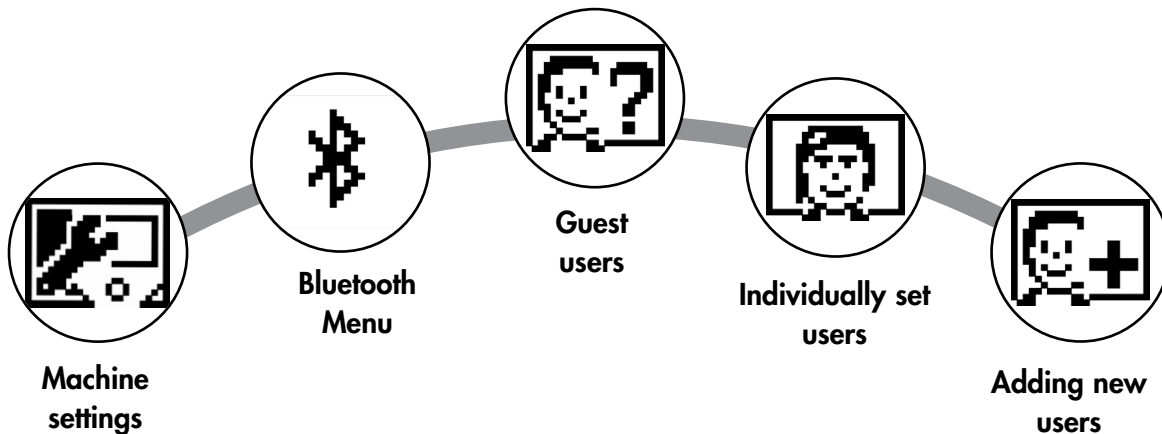 Machine
settings
Bluetooth
Menu
?
Guest
users
Individually set
users
+
Adding new
users